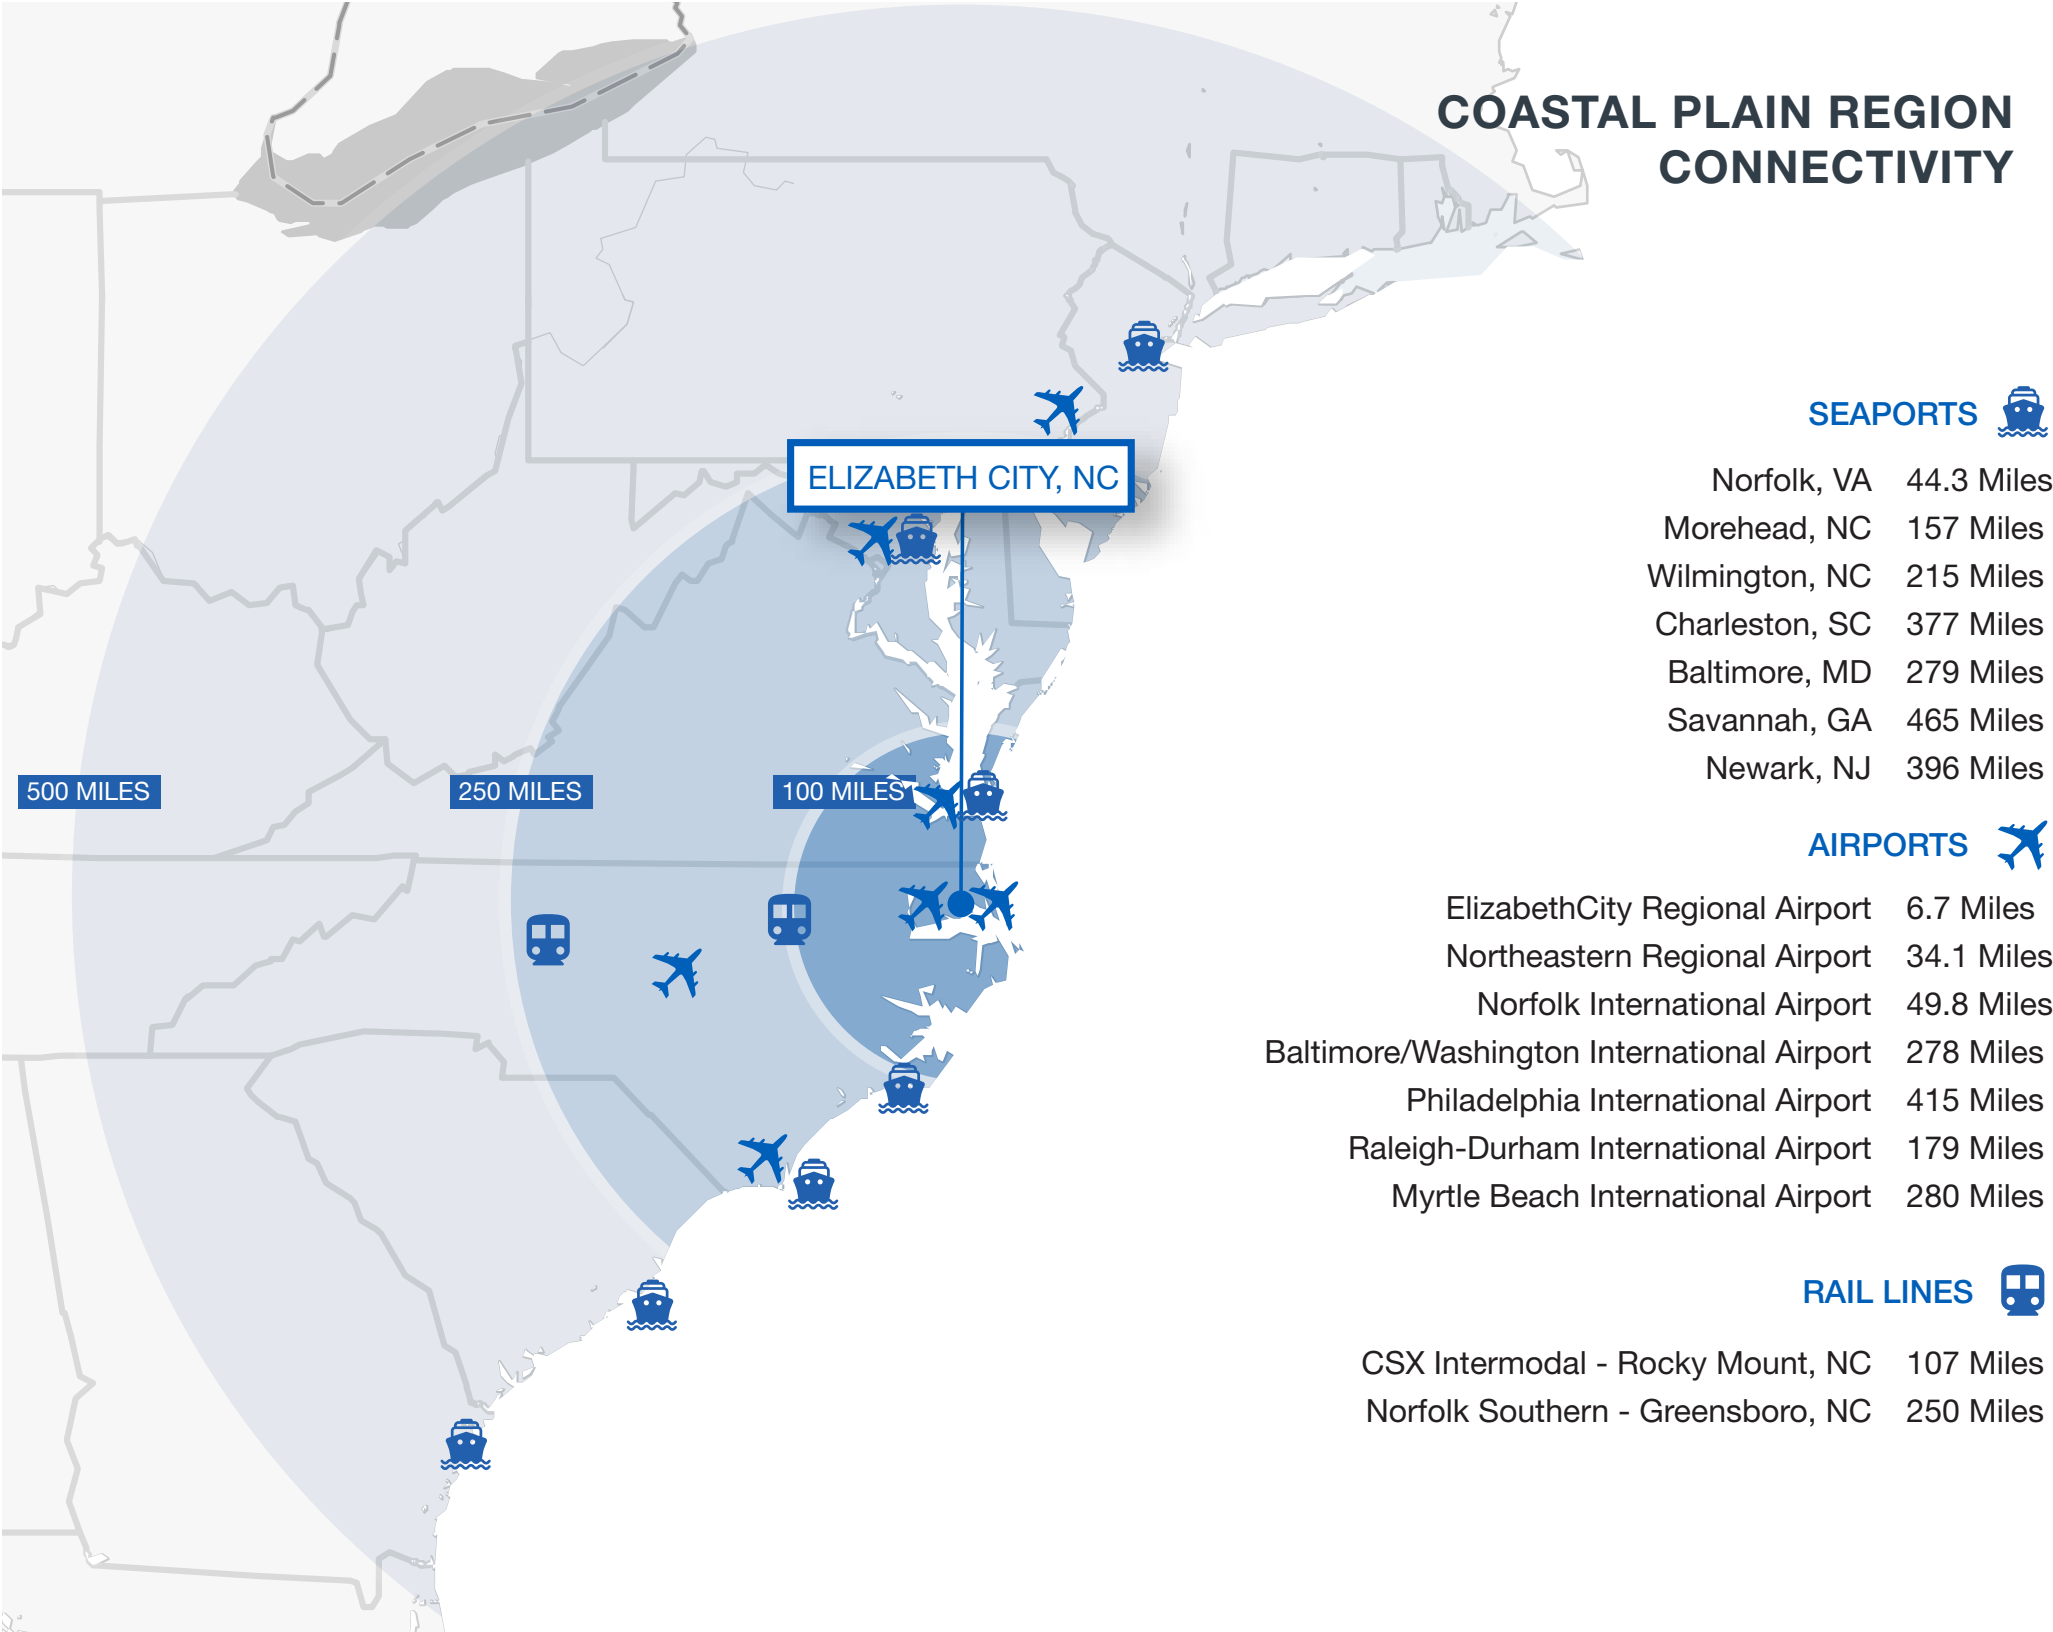 COASTAL PLAIN REGION
CONNECTIVITY
ELIZABETH CITY, NC
500 MILES
250 MILES
100 MILES
SEAPORTS
Norfolk, VA 44.3 Miles
Morehead, NC 157 Miles
Wilmington, NC 215 Miles
Charleston, SC 377 Miles
Baltimore, MD 279 Miles
Savannah, GA 465 Miles
Newark, NJ 396 Miles
AIRPORTS
ElizabethCity Regional Airport 6.7 Miles
Northeastern Regional Airport 34.1 Miles
Norfolk International Airport 49.8 Miles
Baltimore/Washington International Airport 278 Miles
Philadelphia International Airport 415 Miles
Raleigh-Durham International Airport 179 Miles
Myrtle Beach International Airport 280 Miles
RAIL LINES
CSX Intermodal - Rocky Mount, NC 107 Miles
Norfolk Southern - Greensboro, NC 250 Miles